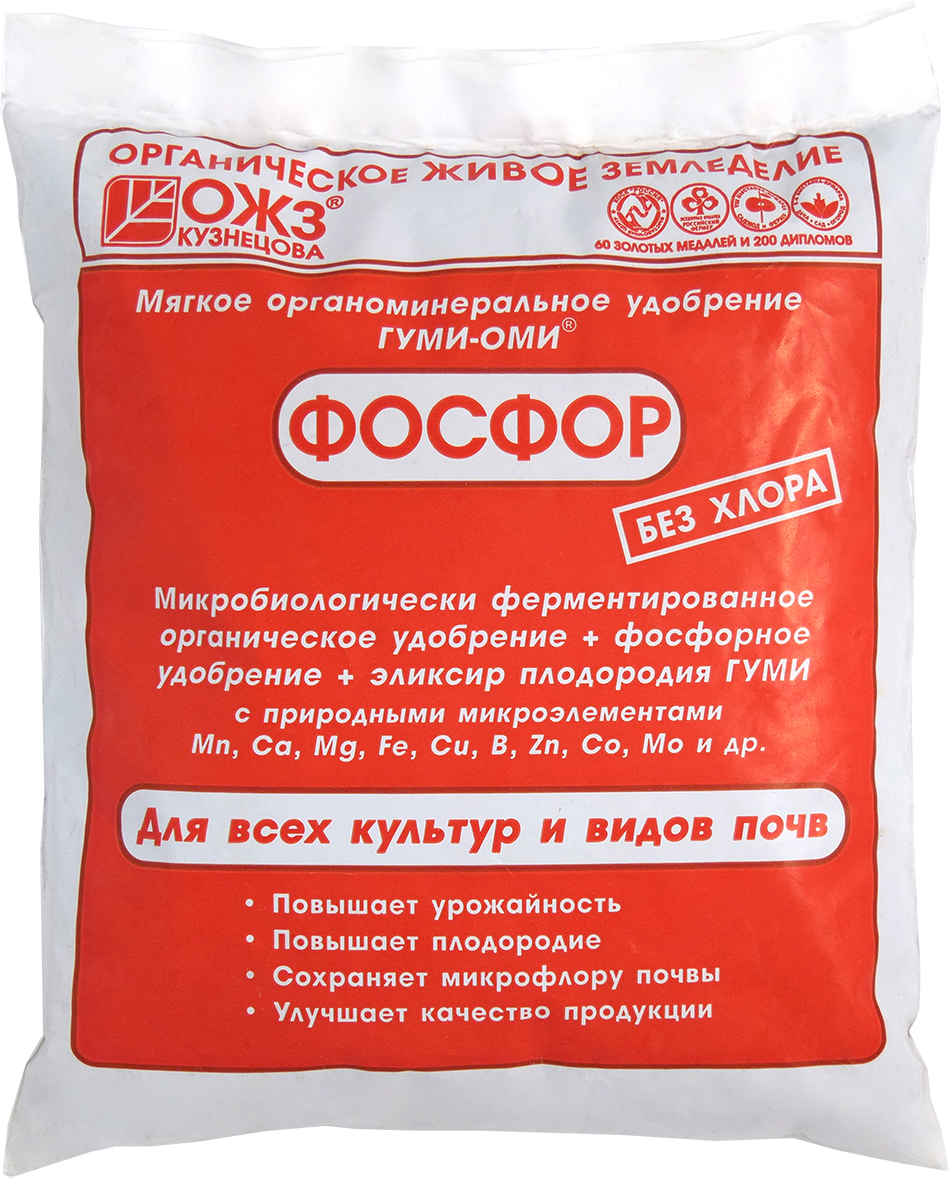 ОРГАНИЧЕСКОЕ ЖИВОЕ ЗЕМЛЕДЕЛИЕ
ОЖЗ®
КУЗНЕЦОВА
60 ЗОЛОТЫХ МЕДАЛЕЙ И 200 ДИПЛОМОВ
Мягкое органоминеральное удобрение
ГУМИ-ОМИ®
ФОСФОР
БЕЗ ХЛОРА
Микробиологически ферментированное
органическое удобрение + фосфорное
удобрение + эликсир плодородия ГУМИ
с природными микроэлементами
Mn, Ca, Mg, Fe, Cu, B, Zn, Co, Mo и др.
Для всех культур и видов почв
• Повышает урожайность
• Повышает плодородие
• Сохраняет микрофлору почвы
• Улучшает качество продукции